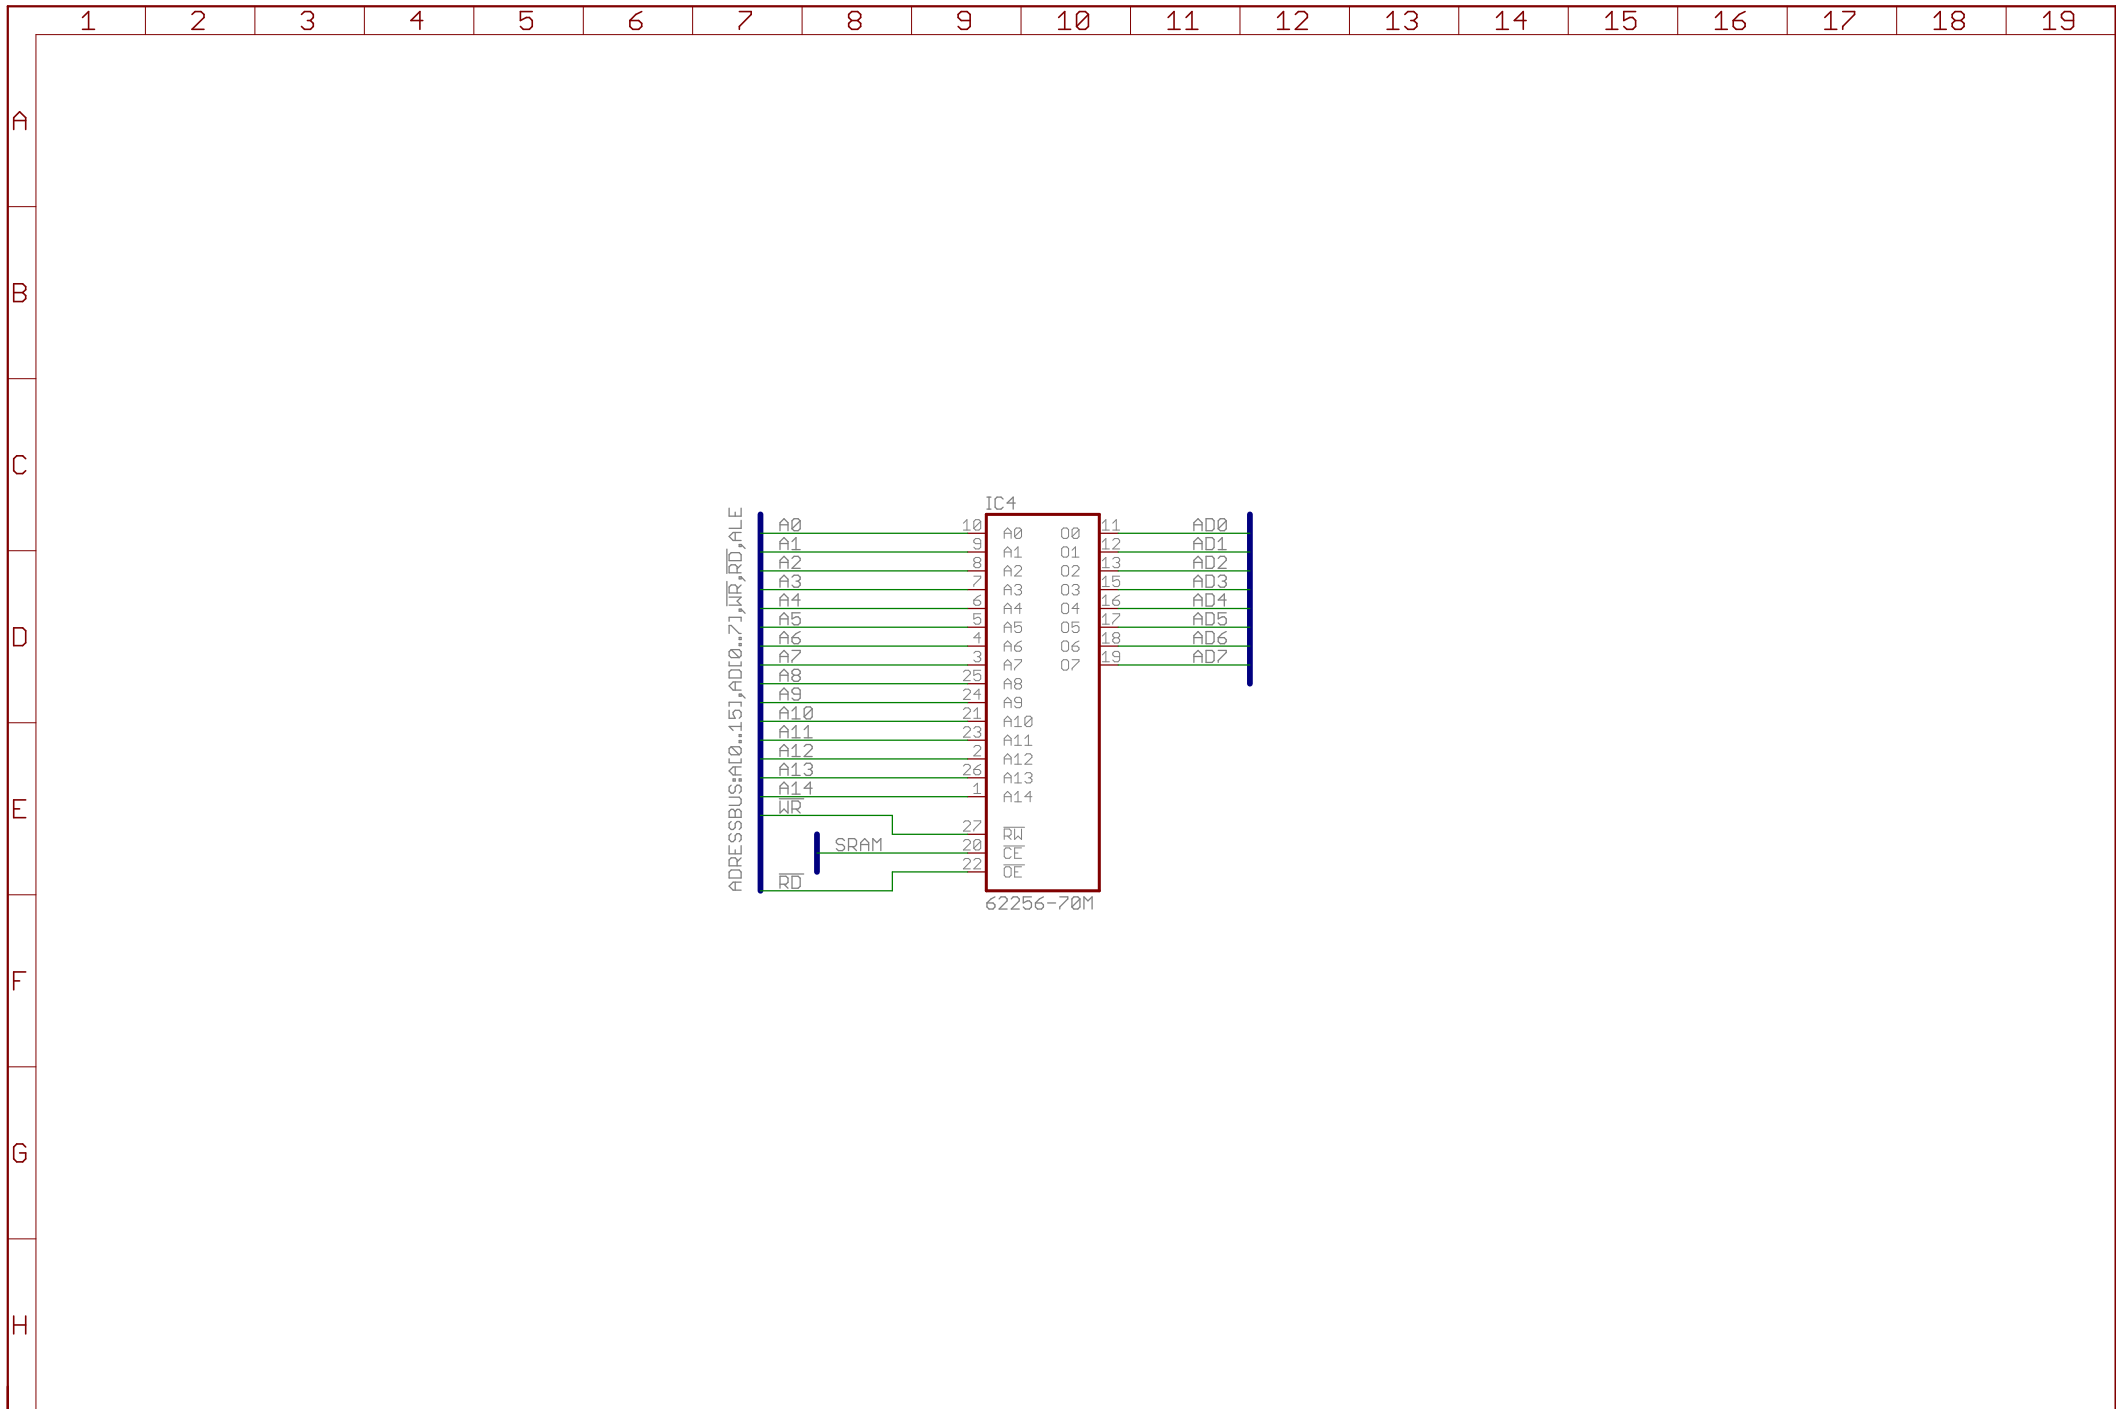 1 2 3 4 5 6 7 8 9 10 11 12 13 14 15 16 17 18 19
A
B
C
D
E
F
G
H
ADRESSBUS:A[0..15],AD[0..7],WR,RD,ALE
A0
A1
A2
A3
A4
A5
A6
A7
A8
A9
A10
A11
A12
A13
A14
WR
SRAM
RD
10
9
8
7
6
5
4
3
25
24
21
23
2
26
1
27
20
22
IC4
A0 O0
A1 O1
A2 O2
A3 O3
A4 O4
A5 O5
A6 O6
A7 O7
A8
A9
A10
A11
A12
A13
A14
RW
CE
OE
62256-70M
11 AD0
12 AD1
13 AD2
15 AD3
16 AD4
17 AD5
18 AD6
19 AD7